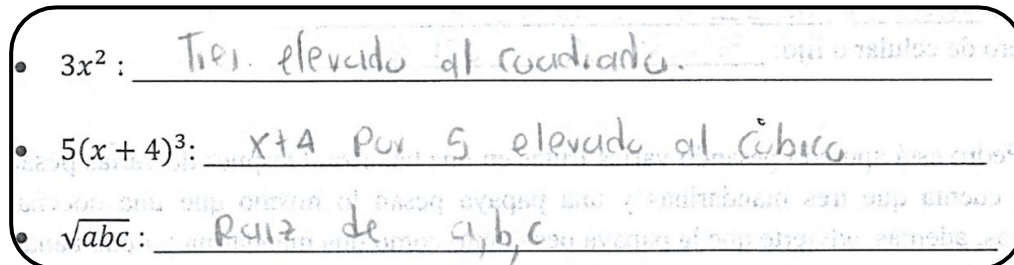 • 3x² : Tres elevado al cuadrado.
• 5(x + 4)³: x+4 Por 5 elevado al cúbico
• √abc : Raiz de a,b,c